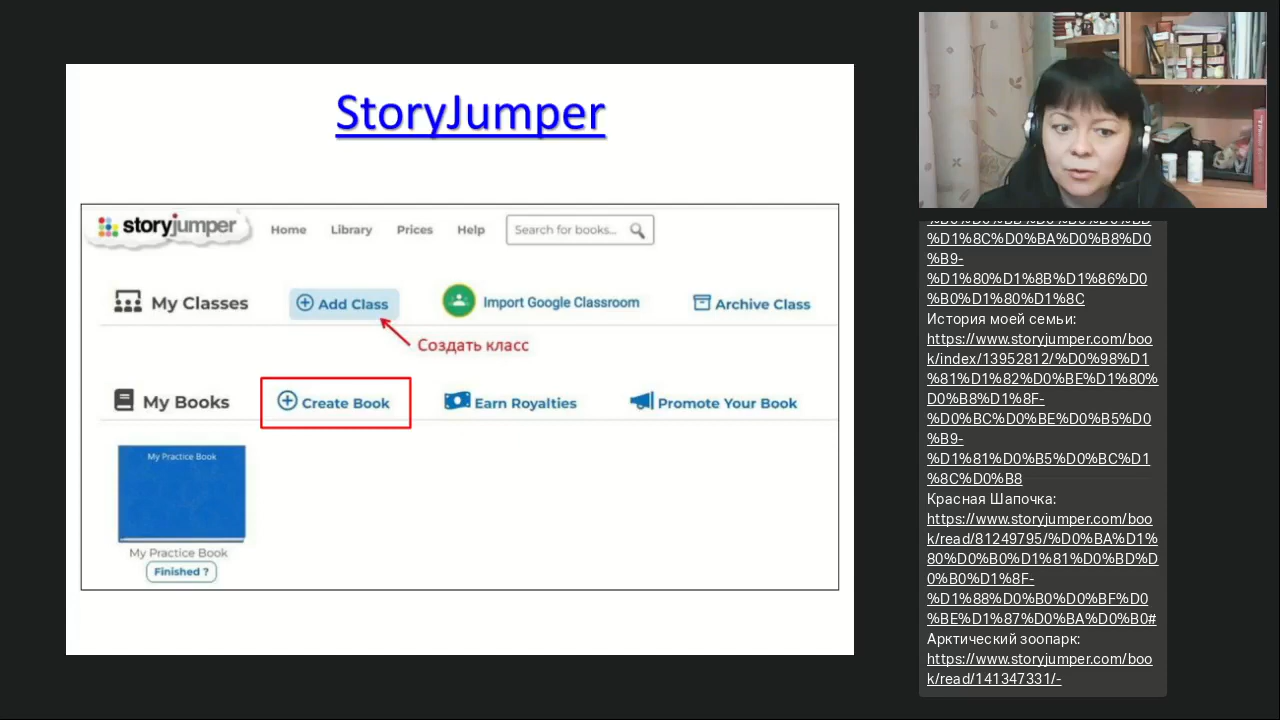 StoryJumper
storyjumper
Home Library Prices Help Search for books...
My Classes Add Class Import Google Classroom Archive Class
Создать класс
My Books Create Book Earn Royalties Promote Your Book
My Practice Book
My Practice Book
Finished ?
%D1%8C%D0%BA%D0%B8%D0
%B9-
%D1%80%D1%8B%D1%86%D0
%B0%D1%80%D1%8C
История моей семьи:
https://www.storyjumper.com/boo
k/index/13952812/%D0%98%D1
%81%D1%82%D0%BE%D1%80%
D0%B8%D1%8F-
%D0%BC%D0%BE%D0%B5%D0
%B9-
%D1%81%D0%B5%D0%BC%D1
%8C%D0%B8
Красная Шапочка:
https://www.storyjumper.com/boo
k/read/81249795/%D0%BA%D1%
80%D0%B0%D1%81%D0%BD%D
0%B0%D1%8F-
%D1%88%D0%B0%D0%BF%D0
%BE%D1%87%D0%BA%D0%B0#
Арктический зоопарк:
https://www.storyjumper.com/boo
k/read/141347331/-